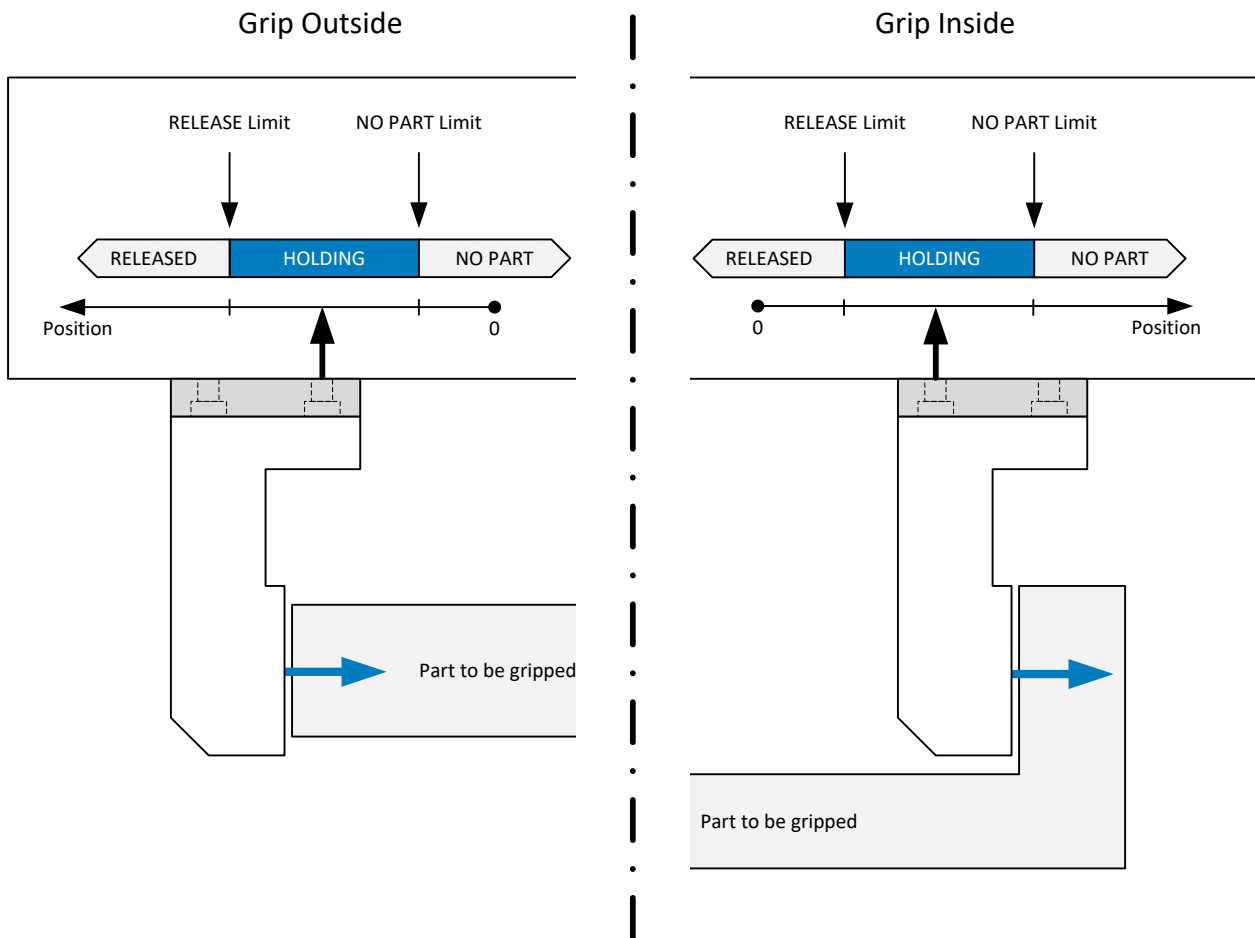 Grip Outside
RELEASE Limit
NO PART Limit
RELEASED
HOLDING
NO PART
Position
0
Part to be gripped
Grip Inside
RELEASE Limit
NO PART Limit
RELEASED
HOLDING
NO PART
0
Position
Part to be gripped